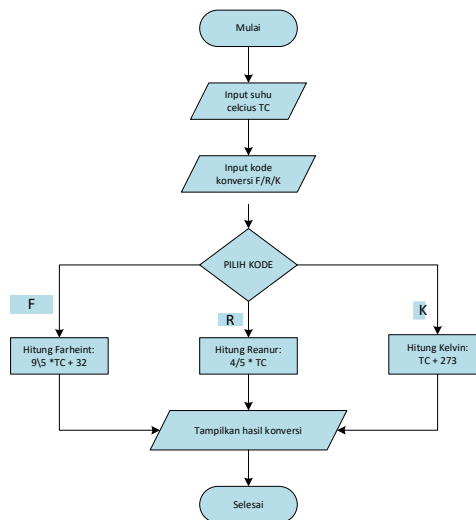 Mulai
Input suhu
celcius TC
Input kode
konversi F/R/K
PILIH KODE
F
R
K
Hitung Farheint:
9\5 *TC + 32
Hitung Reanur:
4/5 * TC
Hitung Kelvin:
TC + 273
Tampilkan hasil konversi
Selesai